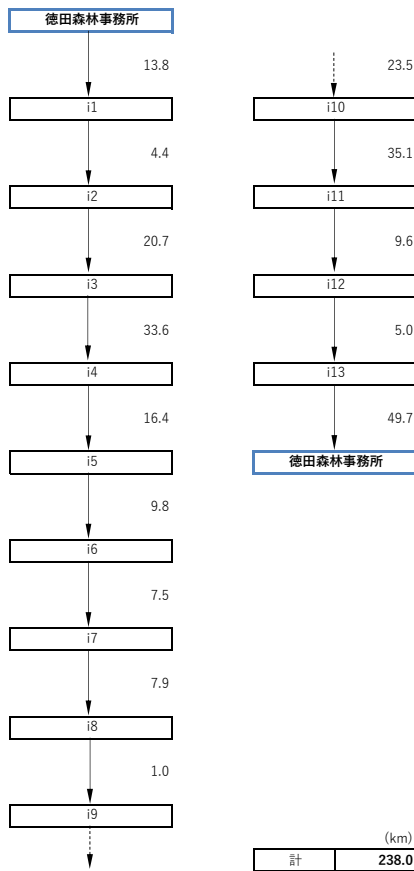 徳田森林事務所
13.8
i1
4.4
i2
20.7
i3
33.6
i4
16.4
i5
9.8
i6
7.5
i7
7.9
i8
1.0
i9
23.5
i10
35.1
i11
9.6
i12
5.0
i13
49.7
徳田森林事務所
(km)
計 238.0